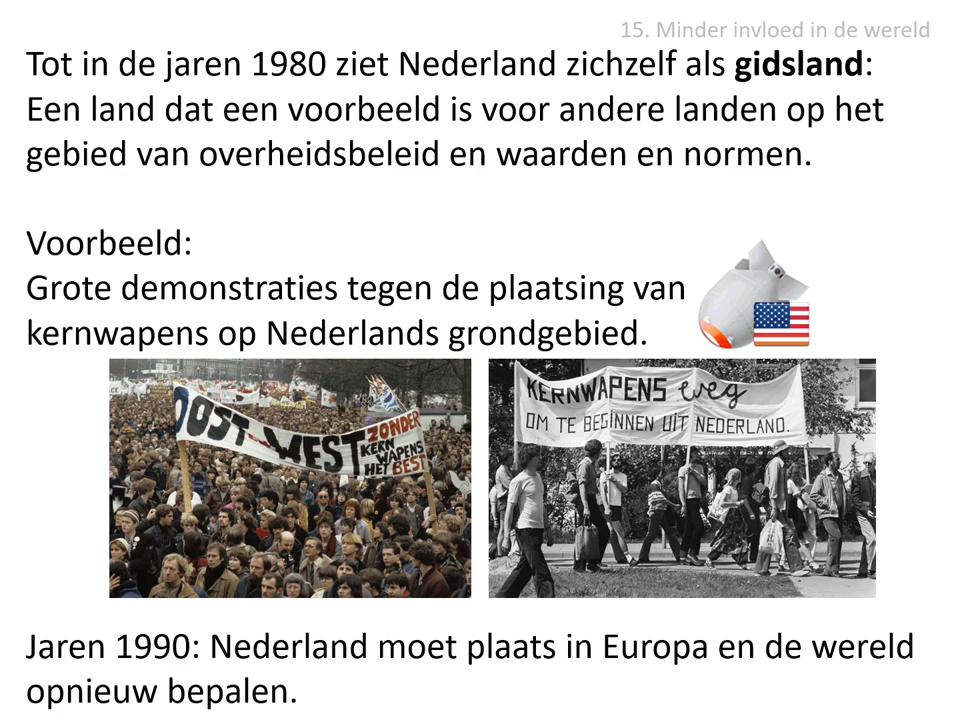 15. Minder invloed in de wereld
Tot in de jaren 1980 ziet Nederland zichzelf als gidsland:
Een land dat een voorbeeld is voor andere landen op het
gebied van overheidsbeleid en waarden en normen.
Voorbeeld:
Grote demonstraties tegen de plaatsing van
kernwapens op Nederlands grondgebied.
OOST-WEST ZONDER
KERN
WAPENS
HET BEST
KERNWAPENS weg
OM TE BEGINNEN UIT NEDERLAND.
Jaren 1990: Nederland moet plaats in Europa en de wereld
opnieuw bepalen.